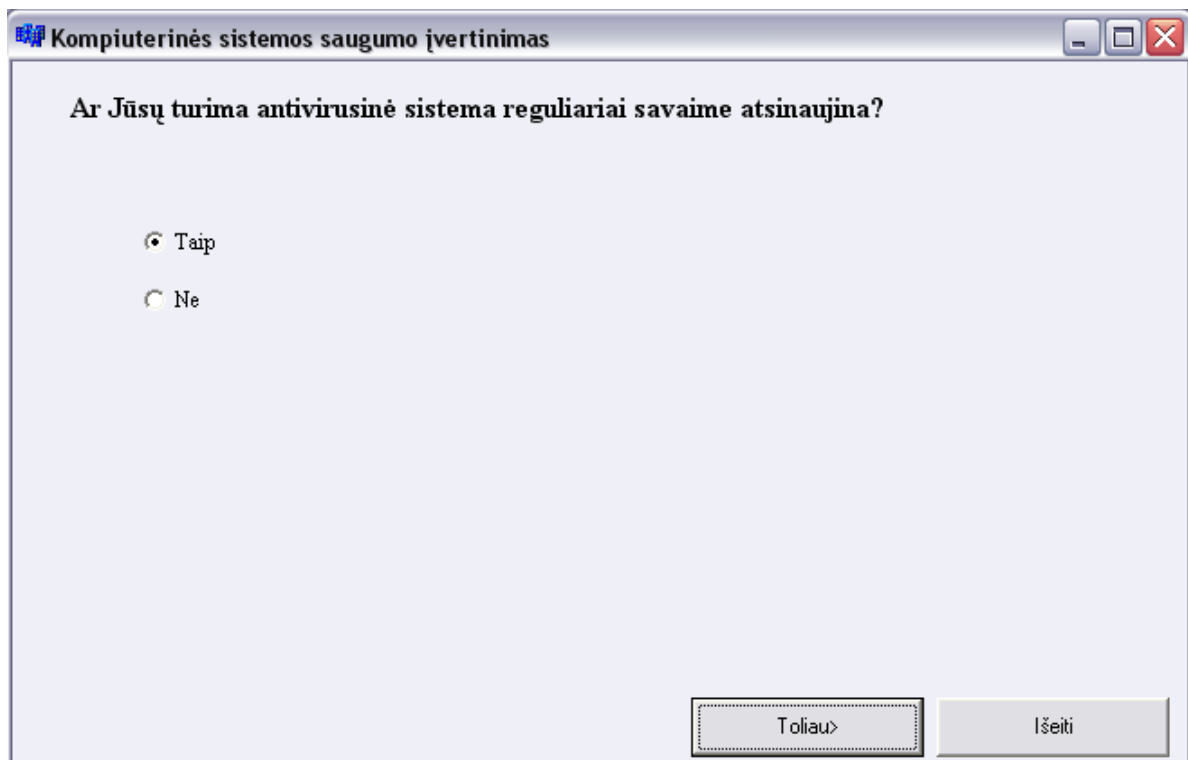 Kompiuterinės sistemos saugumo įvertinimas
Ar Jūsų turima antivirusinė sistema reguliariai savaime atsinaujina?
Taip
Ne
Toliau>
Išeiti